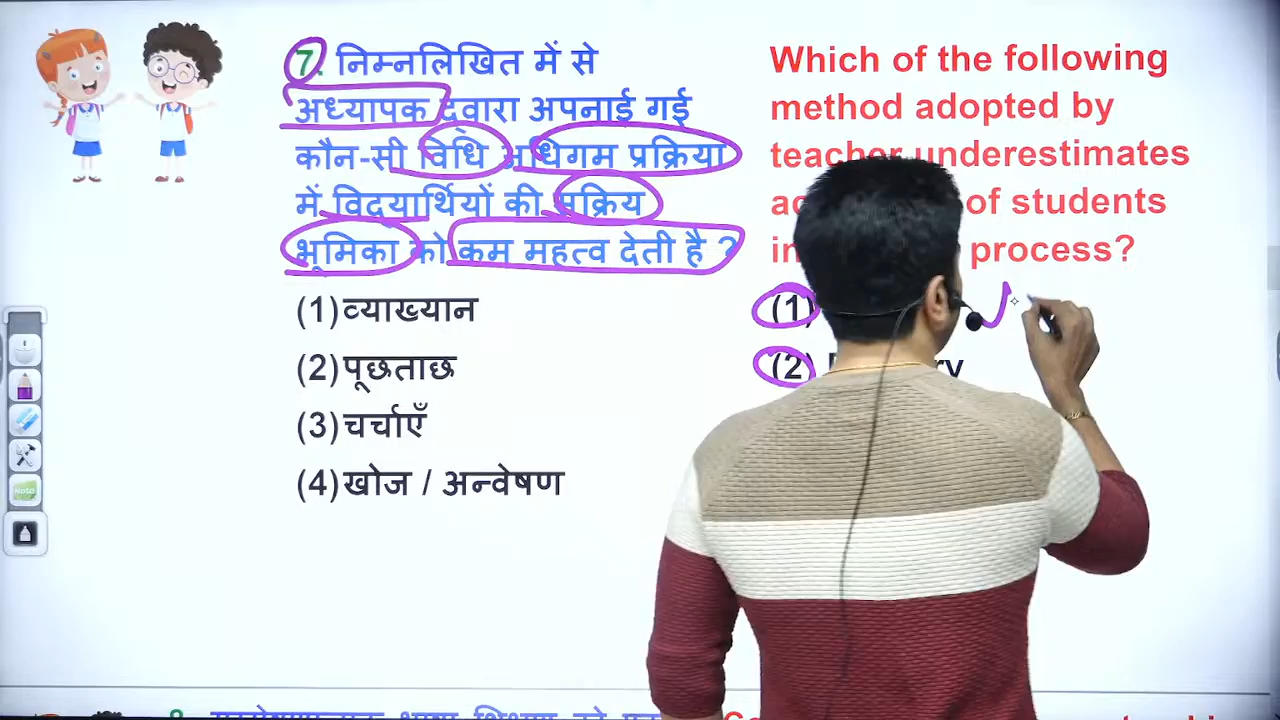 7. निम्नलिखित में से
अध्यापक द्वारा अपनाई गई
कौन-सी विधि अधिगम प्रक्रिया
में विद्यार्थियों की सक्रिय
भूमिका को कम महत्व देती है ?
(1) व्याख्यान
(2) पूछताछ
(3) चर्चाएँ
(4) खोज / अन्वेषण
Which of the following
method adopted by
teacher underestimates
of students
process?
(1)
(2)
Note